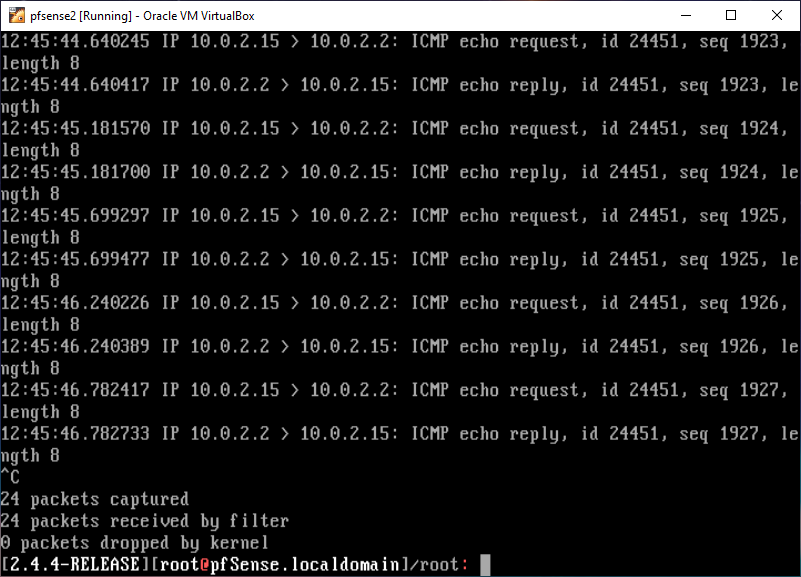 pfsense2 [Running] - Oracle VM VirtualBox
12:45:44.640245 IP 10.0.2.15 > 10.0.2.2: ICMP echo request, id 24451, seq 1923,
length 8
12:45:44.640417 IP 10.0.2.2 > 10.0.2.15: ICMP echo reply, id 24451, seq 1923, le
ngth 8
12:45:45.181570 IP 10.0.2.15 > 10.0.2.2: ICMP echo request, id 24451, seq 1924,
length 8
12:45:45.181700 IP 10.0.2.2 > 10.0.2.15: ICMP echo reply, id 24451, seq 1924, le
ngth 8
12:45:45.699297 IP 10.0.2.15 > 10.0.2.2: ICMP echo request, id 24451, seq 1925,
length 8
12:45:45.699477 IP 10.0.2.2 > 10.0.2.15: ICMP echo reply, id 24451, seq 1925, le
ngth 8
12:45:46.240226 IP 10.0.2.15 > 10.0.2.2: ICMP echo request, id 24451, seq 1926,
length 8
12:45:46.240389 IP 10.0.2.2 > 10.0.2.15: ICMP echo reply, id 24451, seq 1926, le
ngth 8
12:45:46.782417 IP 10.0.2.15 > 10.0.2.2: ICMP echo request, id 24451, seq 1927,
length 8
12:45:46.782733 IP 10.0.2.2 > 10.0.2.15: ICMP echo reply, id 24451, seq 1927, le
ngth 8
^C
24 packets captured
24 packets received by filter
0 packets dropped by kernel
[2.4.4-RELEASE][root@pfSense.localdomain]/root: